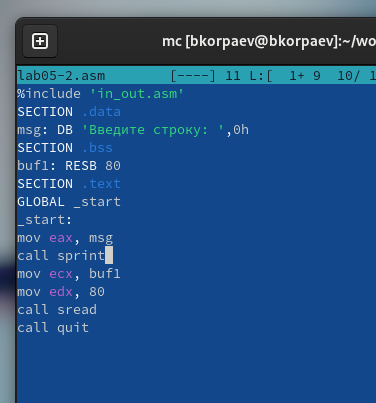 mc [bkorpaev@bkorpaev]:~/wo
lab05-2.asm [----] 11 L:[ 1+ 9 10/ 1
%include 'in_out.asm'
SECTION .data
msg: DB 'Введите строку: ',0h
SECTION .bss
buf1: RESB 80
SECTION .text
GLOBAL _start
_start:
mov eax, msg
call sprint
mov ecx, buf1
mov edx, 80
call sread
call quit